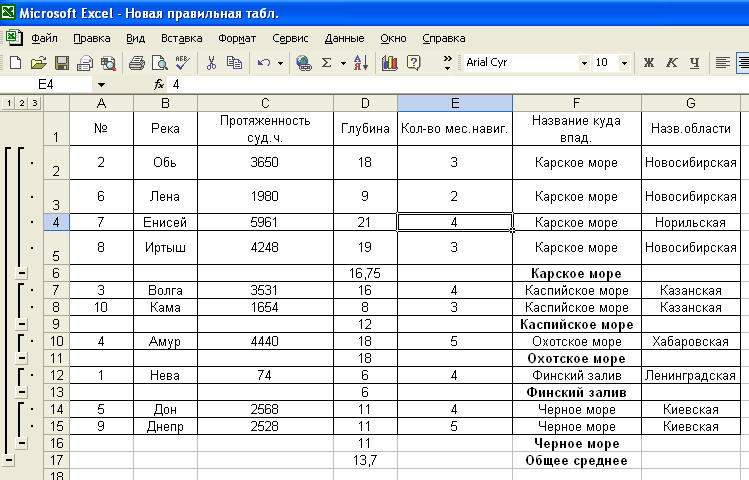 Microsoft Excel - Новая правильная табл.
Файл Правка Вид Вставка Формат Сервис Данные Окно Справка
Arial Cyr 10 Ж К Ч
E4 fx 4
1 2 3 A B C D E F G
1 № Река Протяженность суд.ч. Глубина Кол-во мес.навиг. Название куда впад. Назв.области
2 2 Обь 3650 18 3 Карское море Новосибирская
3 6 Лена 1980 9 2 Карское море Новосибирская
4 7 Енисей 5961 21 4 Карское море Норильская
5 8 Иртыш 4248 19 3 Карское море Новосибирская
6 16,75 Карское море
7 3 Волга 3531 16 4 Каспийское море Казанская
8 10 Кама 1654 8 3 Каспийское море Казанская
9 12 Каспийское море
10 4 Амур 4440 18 5 Охотское море Хабаровская
11 18 Охотское море
12 1 Нева 74 6 4 Финский залив Ленинградская
13 6 Финский залив
14 5 Дон 2568 11 4 Черное море Киевская
15 9 Днепр 2528 11 5 Черное море Киевская
16 11 Черное море
17 13,7 Общее среднее
18